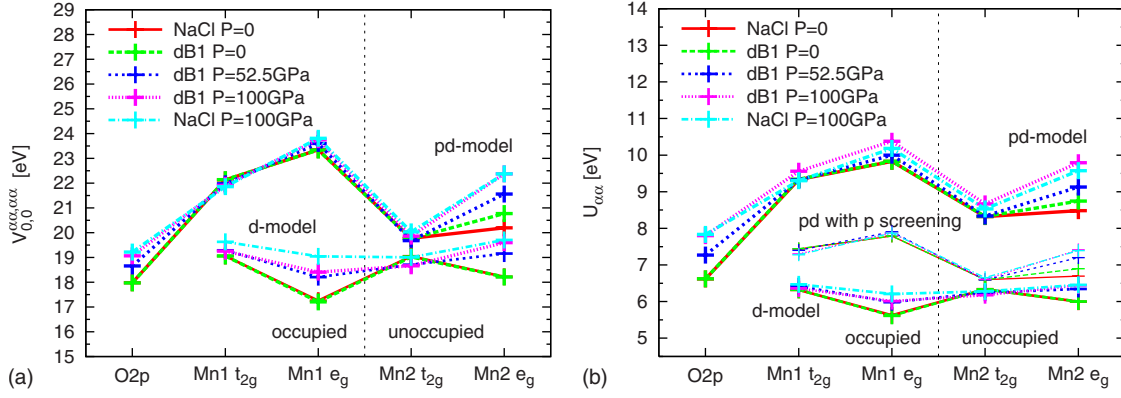 29
28
27
26
25
24
23
22
21
20
19
18
17
16
15
V₀,₀^αα,αα [eV]
NaCl P=0
dB1 P=0
dB1 P=52.5GPa
dB1 P=100GPa
NaCl P=100GPa
pd-model
d-model
occupied
unoccupied
(a)
O2p
Mn1 t₂g
Mn1 eg
Mn2 t₂g
Mn2 eg
14
13
12
11
10
9
8
7
6
5
Uαα [eV]
NaCl P=0
dB1 P=0
dB1 P=52.5GPa
dB1 P=100GPa
NaCl P=100GPa
pd-model
pd with p screening
d-model
occupied
unoccupied
(b)
O2p
Mn1 t₂g
Mn1 eg
Mn2 t₂g
Mn2 eg